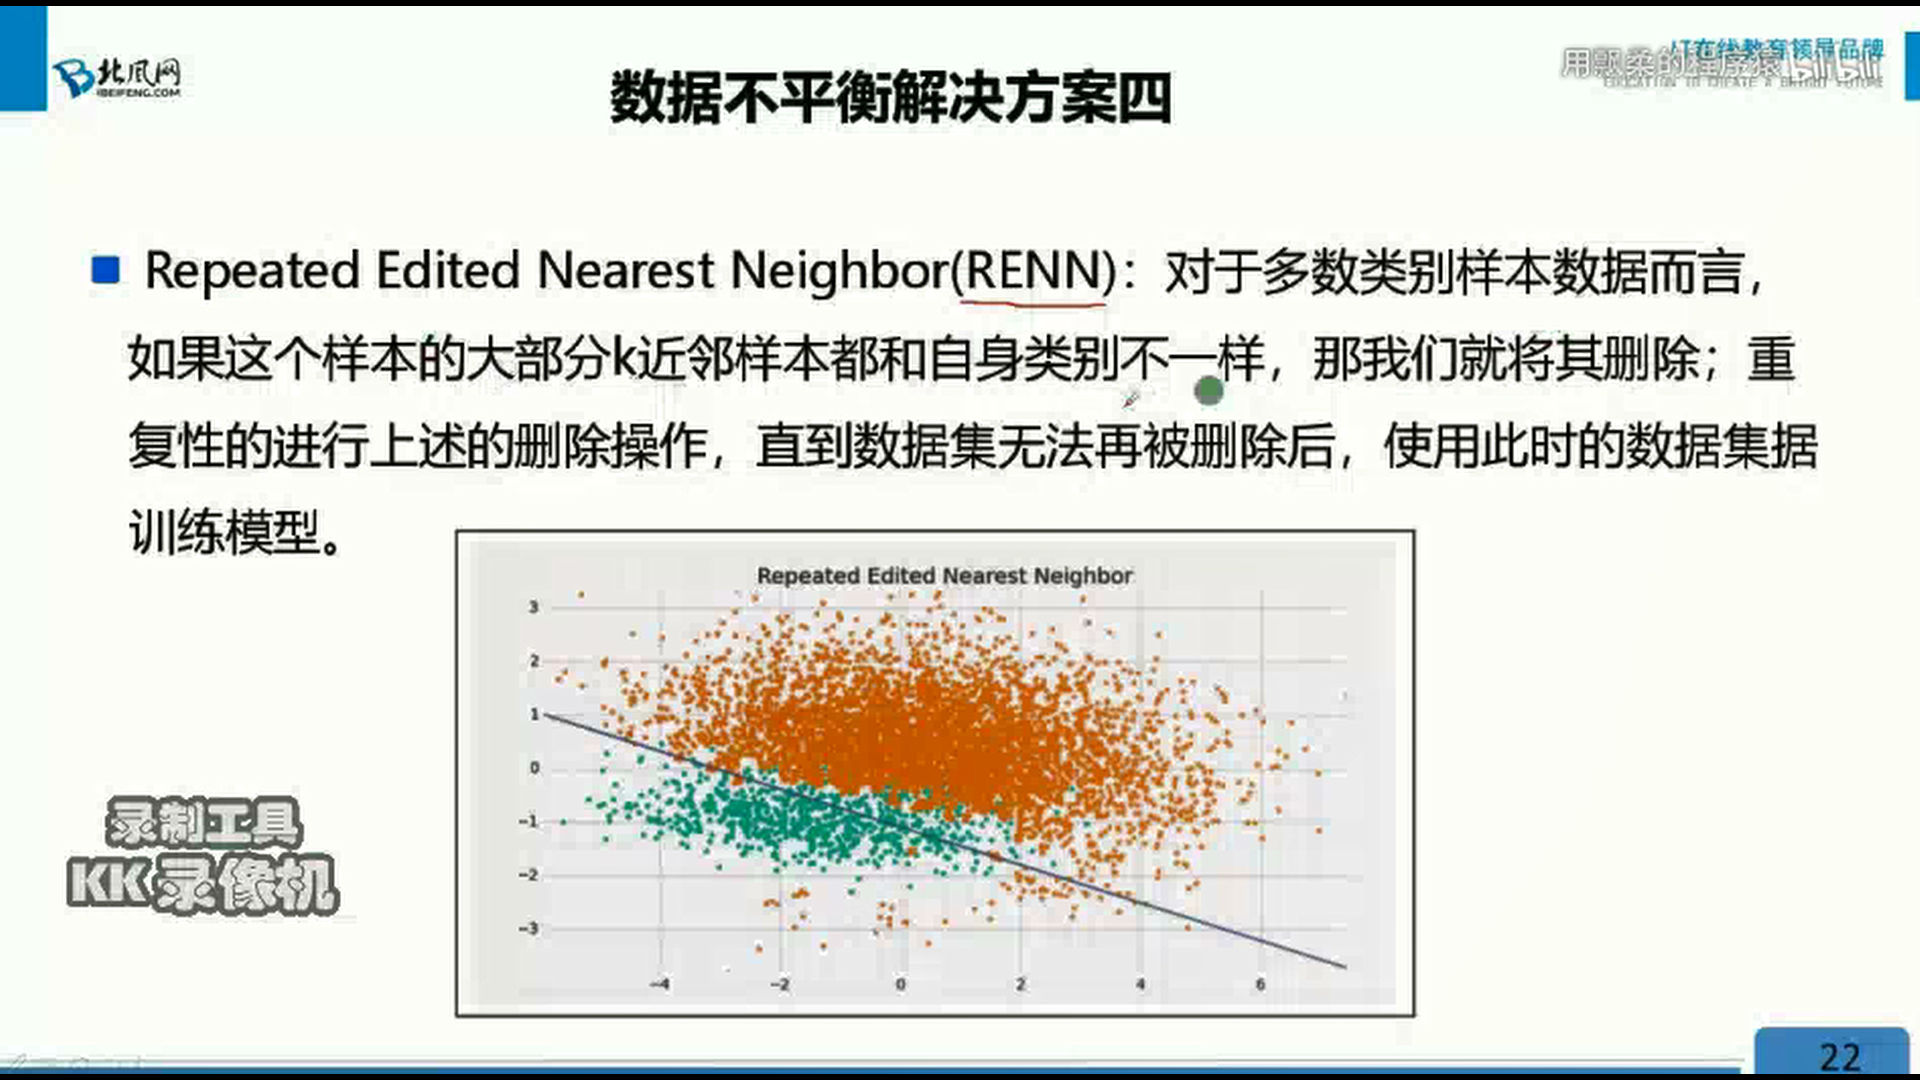 北风网
IBEIFENG.COM
数据不平衡解决方案四
IT在线教育领导品牌
用飘柔的程序猿 bilibili
Repeated Edited Nearest Neighbor(RENN)：对于多数类别样本数据而言，
如果这个样本的大部分k近邻样本都和自身类别不一样，那我们就将其删除；重
复性的进行上述的删除操作，直到数据集无法再被删除后，使用此时的数据集据
训练模型。
Repeated Edited Nearest Neighbor
3
2
1
0
-1
-2
-3
-4 -2 0 2 4 6
录制工具
KK录像机
22